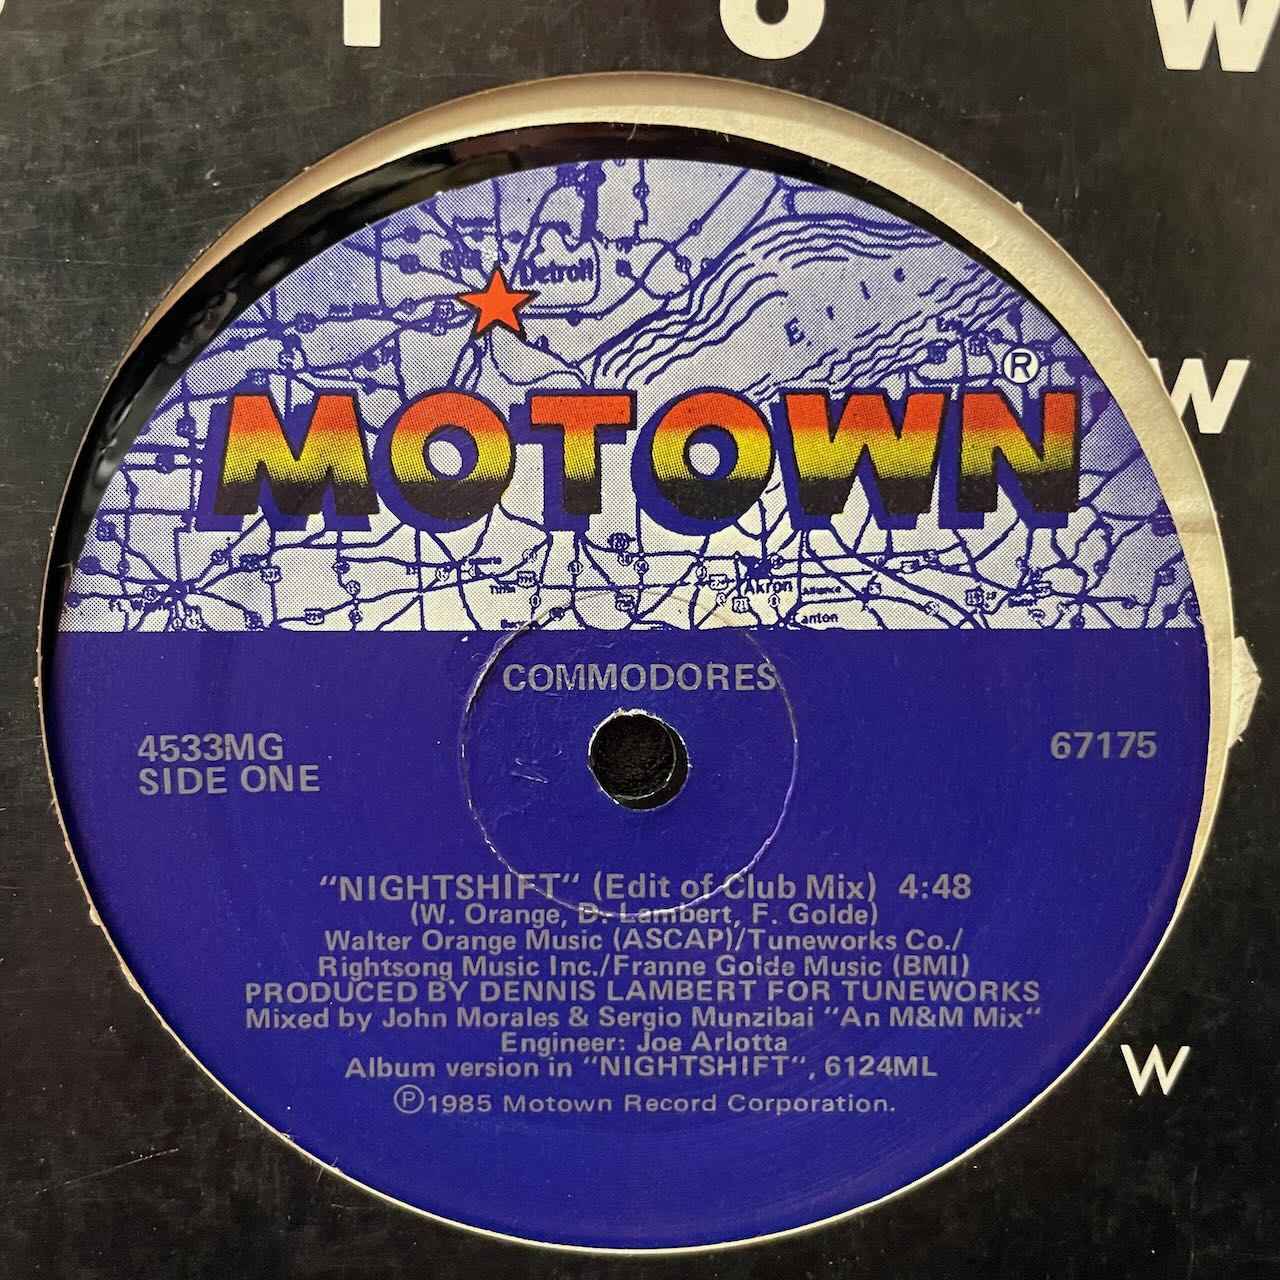 T O W
W
W
Detroit
E I
®
MOTOWN
Akron
Canton
COMMODORES
4533MG
SIDE ONE
67175
“NIGHTSHIFT“ (Edit of Club Mix) 4:48
(W. Orange, D. Lambert, F. Golde)
Walter Orange Music (ASCAP)/Tuneworks Co./
Rightsong Music Inc./Franne Golde Music (BMI)
PRODUCED BY DENNIS LAMBERT FOR TUNEWORKS
Mixed by John Morales & Sergio Munzibai “An M&M Mix“
Engineer: Joe Arlotta
Album version in “NIGHTSHIFT“, 6124ML
Ⓟ1985 Motown Record Corporation.